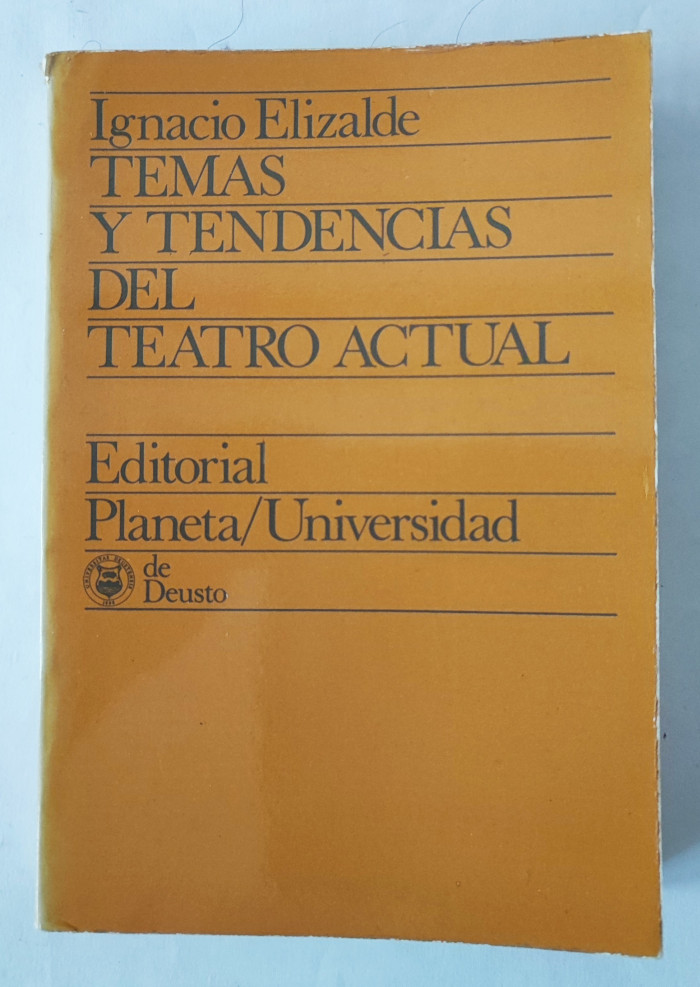 Ignacio Elizalde
TEMAS
Y TENDENCIAS
DEL
TEATRO ACTUAL
Editorial
Planeta/Universidad
de
Deusto